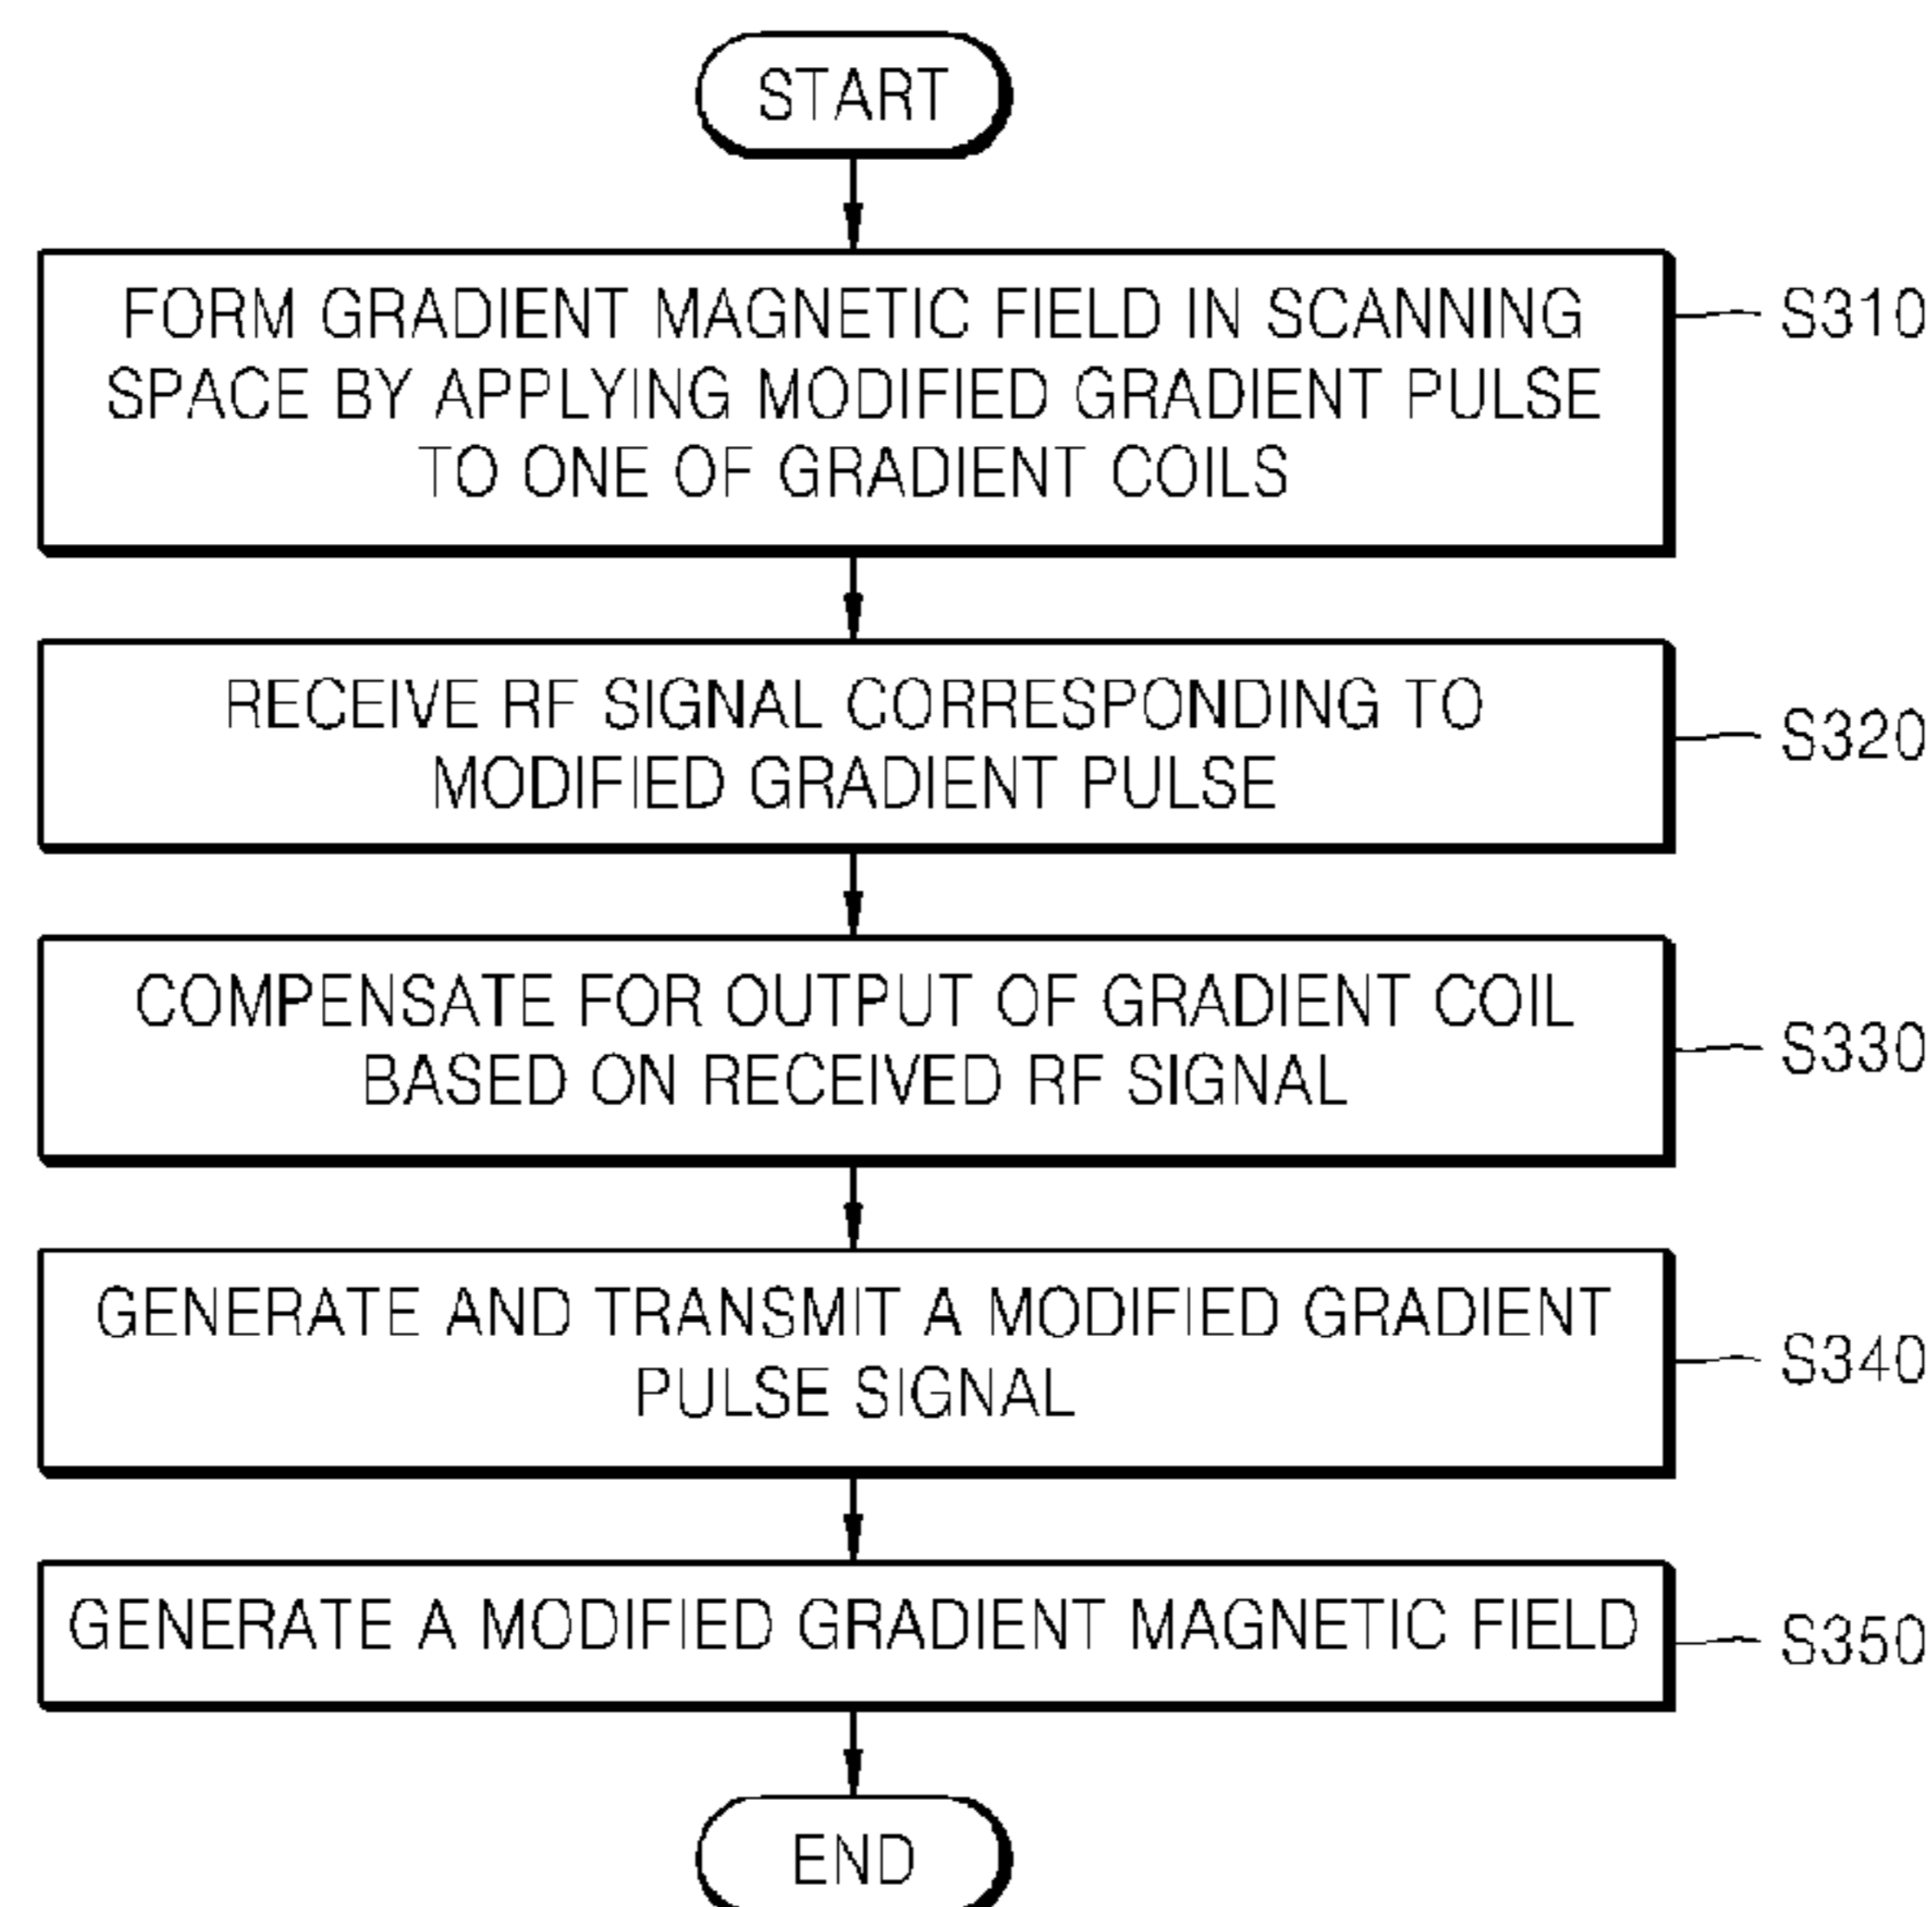 START
FORM GRADIENT MAGNETIC FIELD IN SCANNING
SPACE BY APPLYING MODIFIED GRADIENT PULSE
TO ONE OF GRADIENT COILS
S310
RECEIVE RF SIGNAL CORRESPONDING TO
MODIFIED GRADIENT PULSE
S320
COMPENSATE FOR OUTPUT OF GRADIENT COIL
BASED ON RECEIVED RF SIGNAL
S330
GENERATE AND TRANSMIT A MODIFIED GRADIENT
PULSE SIGNAL
S340
GENERATE A MODIFIED GRADIENT MAGNETIC FIELD
S350
END